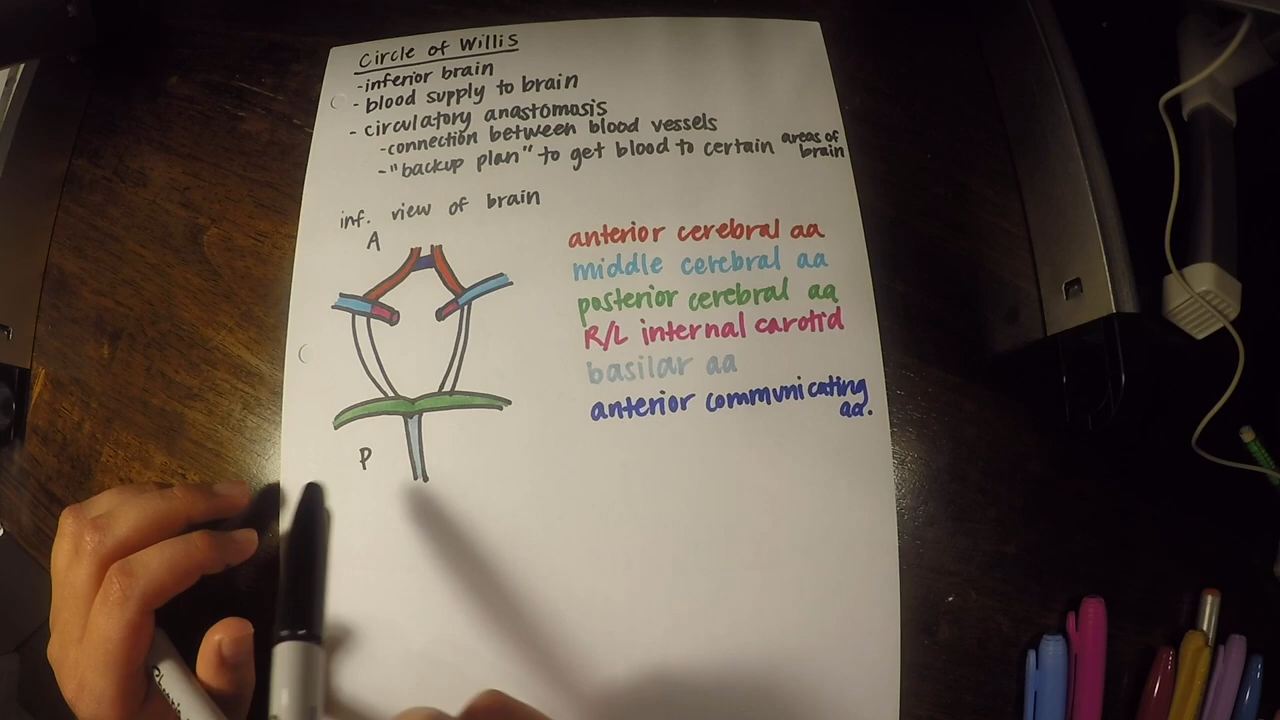 Circle of Willis
-inferior brain
- blood supply to brain
- circulatory anastomosis
-connection between blood vessels
-"backup plan" to get blood to certain areas of brain
inf. view of brain
A
anterior cerebral aa
middle cerebral aa
posterior cerebral aa
R/L internal carotid
basilar aa
anterior communicating
aa.
P